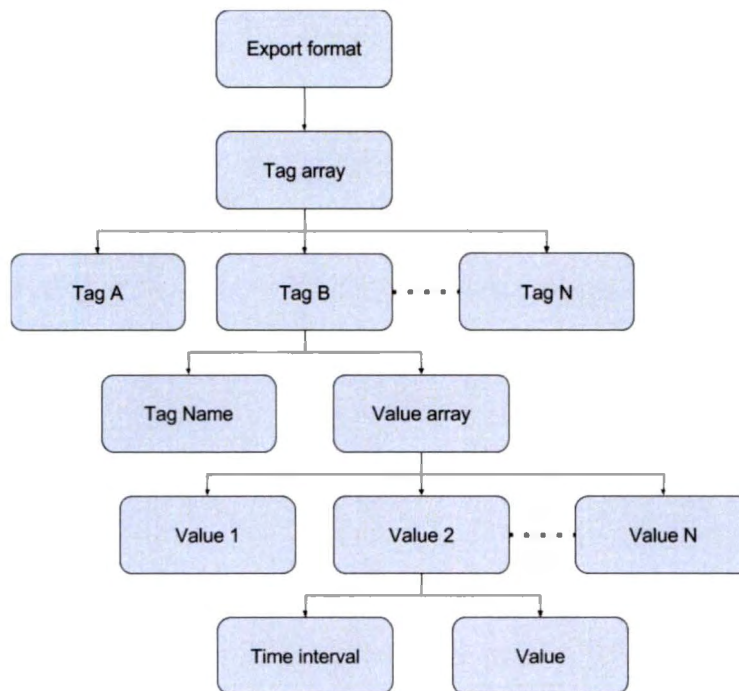 Export format
Tag array
Tag A
Tag B
Tag N
Tag Name
Value array
Value 1
Value 2
Value N
Time interval
Value